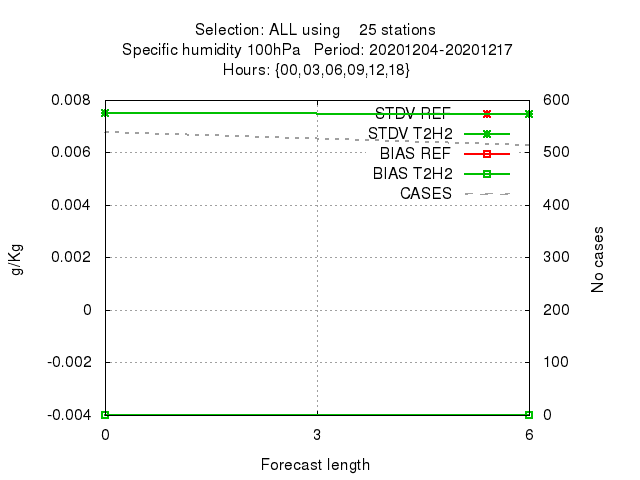 Selection: ALL using 25 stations
Specific humidity 100hPa Period: 20201204-20201217
Hours: {00,03,06,09,12,18}
0.008
0.006
0.004
0.002
0
-0.002
-0.004
600
500
400
300
200
100
0
STDV REF
STDV T2H2
BIAS REF
BIAS T2H2
CASES
g/Kg
No cases
0 3 6
Forecast length